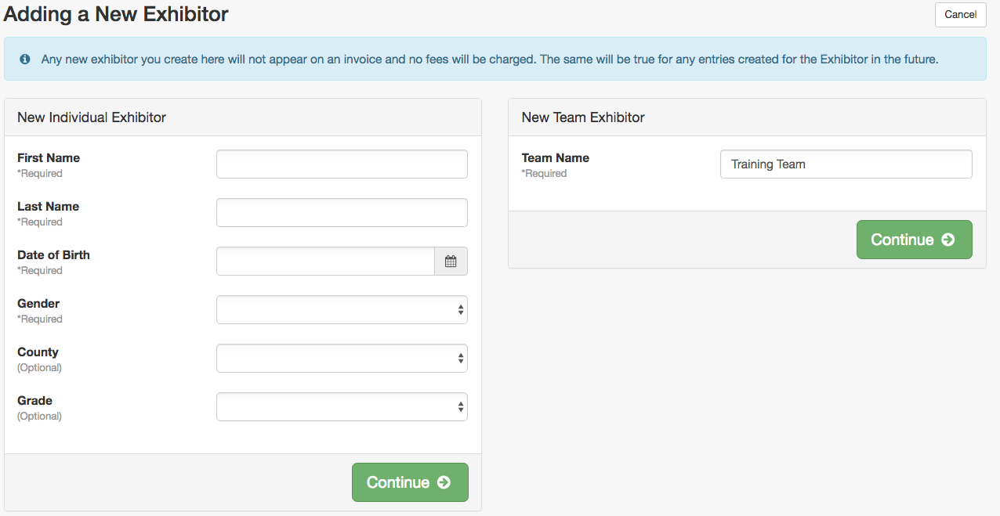 Adding a New Exhibitor
Cancel
Any new exhibitor you create here will not appear on an invoice and no fees will be charged. The same will be true for any entries created for the Exhibitor in the future.
New Individual Exhibitor
First Name
*Required
Last Name
*Required
Date of Birth
*Required
Gender
*Required
County
(Optional)
Grade
(Optional)
Continue
New Team Exhibitor
Team Name
*Required
Training Team
Continue